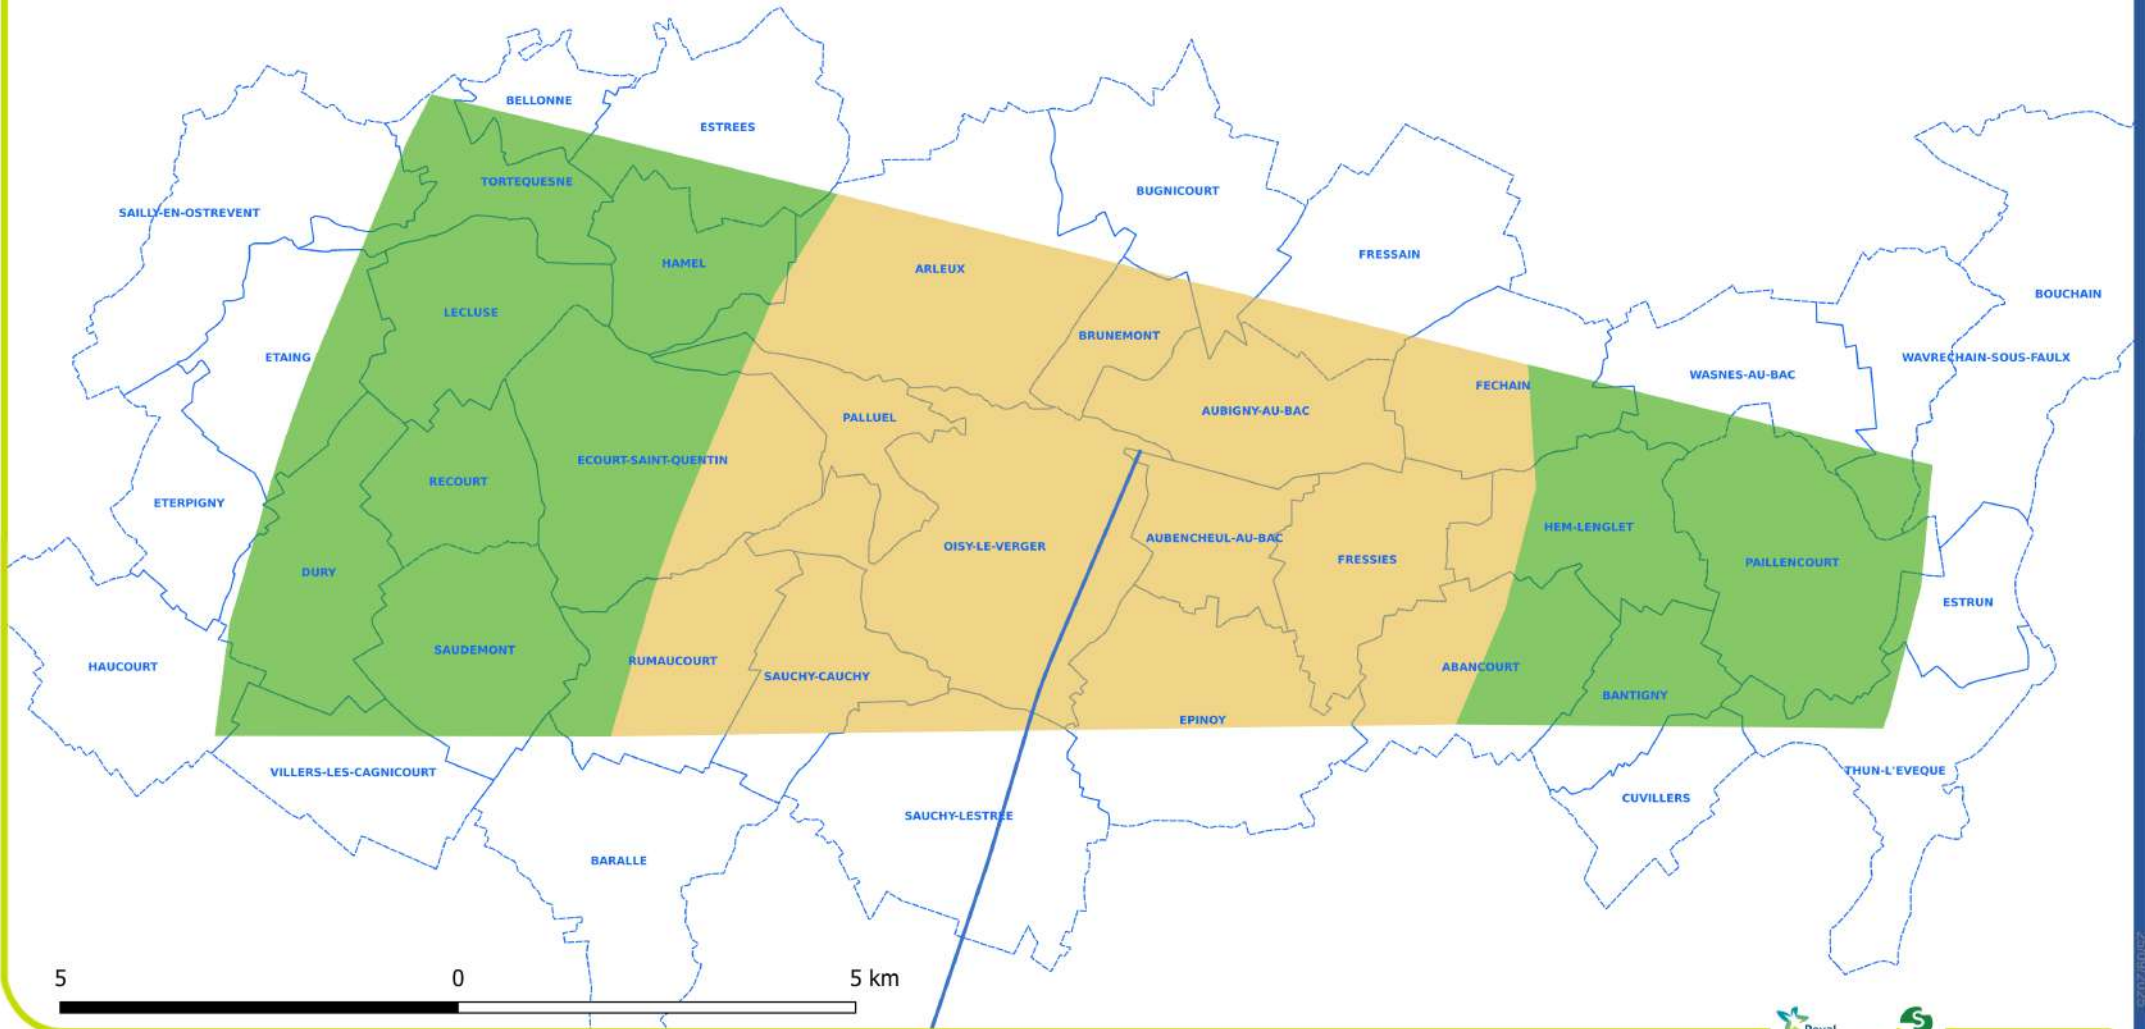 BELLONNE
ESTREES
TORTEQUESNE
BUGNICOURT
SAILLY-EN-OSTREVENT
FRESSAIN
HAMEL
ARLEUX
BOUCHAIN
LECLUSE
BRUNEMONT
ETAING
WAVRECHAIN-SOUS-FAULX
WASNES-AU-BAC
FECHAIN
PALLUEL
AUBIGNY-AU-BAC
ECOURT-SAINT-QUENTIN
RECOURT
ETERPIGNY
HEM-LENGLET
AUBENCHEUL-AU-BAC
OISY-LE-VERGER
FRESSIES
PAILLENCOURT
DURY
ESTRUN
SAUDEMONT
RUMAUCOURT
HAUCOURT
ABANCOURT
SAUCHY-CAUCHY
BANTIGNY
EPINOY
VILLERS-LES-CAGNICOURT
THUN-L'EVEQUE
CUVILLERS
SAUCHY-LESTREE
BARALLE
5 0 5 km